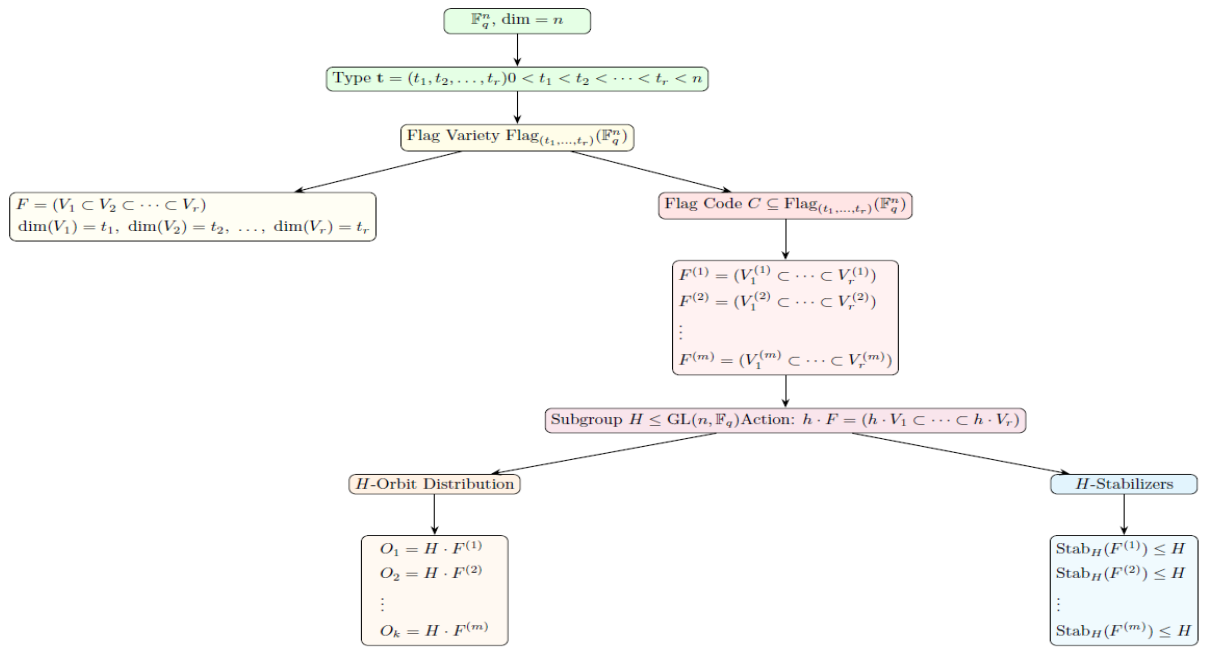 𝔽_q^n, dim = n
Type t = (t_1, t_2, …, t_r)0 < t_1 < t_2 < ⋯ < t_r < n
Flag Variety Flag_{(t_1,…,t_r)}(𝔽_q^n)
F = (V_1 ⊂ V_2 ⊂ ⋯ ⊂ V_r)
dim(V_1) = t_1, dim(V_2) = t_2, …, dim(V_r) = t_r
Flag Code C ⊆ Flag_{(t_1,…,t_r)}(𝔽_q^n)
F^{(1)} = (V_1^{(1)} ⊂ ⋯ ⊂ V_r^{(1)})
F^{(2)} = (V_1^{(2)} ⊂ ⋯ ⊂ V_r^{(2)})
⋮
F^{(m)} = (V_1^{(m)} ⊂ ⋯ ⊂ V_r^{(m)})
Subgroup H ≤ GL(n, 𝔽_q)Action: h · F = (h · V_1 ⊂ ⋯ ⊂ h · V_r)
H-Orbit Distribution
O_1 = H · F^{(1)}
O_2 = H · F^{(2)}
⋮
O_k = H · F^{(m)}
H-Stabilizers
Stab_H(F^{(1)}) ≤ H
Stab_H(F^{(2)}) ≤ H
⋮
Stab_H(F^{(m)}) ≤ H